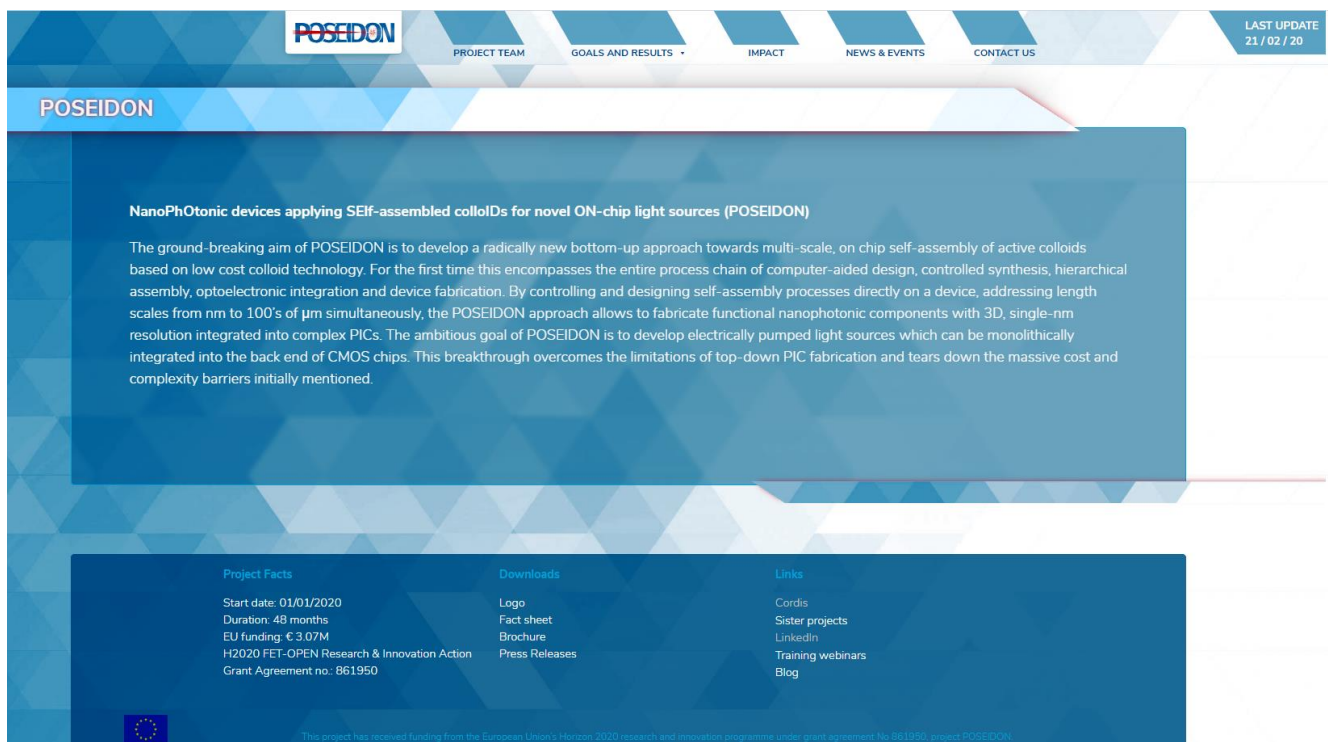 POSEIDON
PROJECT TEAM
GOALS AND RESULTS
IMPACT
NEWS & EVENTS
CONTACT US
LAST UPDATE
21 / 02 / 20
POSEIDON
NanoPhOtonic devices applying SElf-assembled colloIDs for novel ON-chip light sources (POSEIDON)
The ground-breaking aim of POSEIDON is to develop a radically new bottom-up approach towards multi-scale, on chip self-assembly of active colloids
based on low cost colloid technology. For the first time this encompasses the entire process chain of computer-aided design, controlled synthesis, hierarchical
assembly, optoelectronic integration and device fabrication. By controlling and designing self-assembly processes directly on a device, addressing length
scales from nm to 100's of μm simultaneously, the POSEIDON approach allows to fabricate functional nanophotonic components with 3D, single-nm
resolution integrated into complex PICs. The ambitious goal of POSEIDON is to develop electrically pumped light sources which can be monolithically
integrated into the back end of CMOS chips. This breakthrough overcomes the limitations of top-down PIC fabrication and tears down the massive cost and
complexity barriers initially mentioned.
Project Facts
Start date: 01/01/2020
Duration: 48 months
EU funding: € 3.07M
H2020 FET-OPEN Research & Innovation Action
Grant Agreement no.: 861950
Downloads
Logo
Fact sheet
Brochure
Press Releases
Links
Cordis
Sister projects
LinkedIn
Training webinars
Blog
This project has received funding from the European Union's Horizon 2020 research and innovation programme under grant agreement No 861950, project POSEIDON.